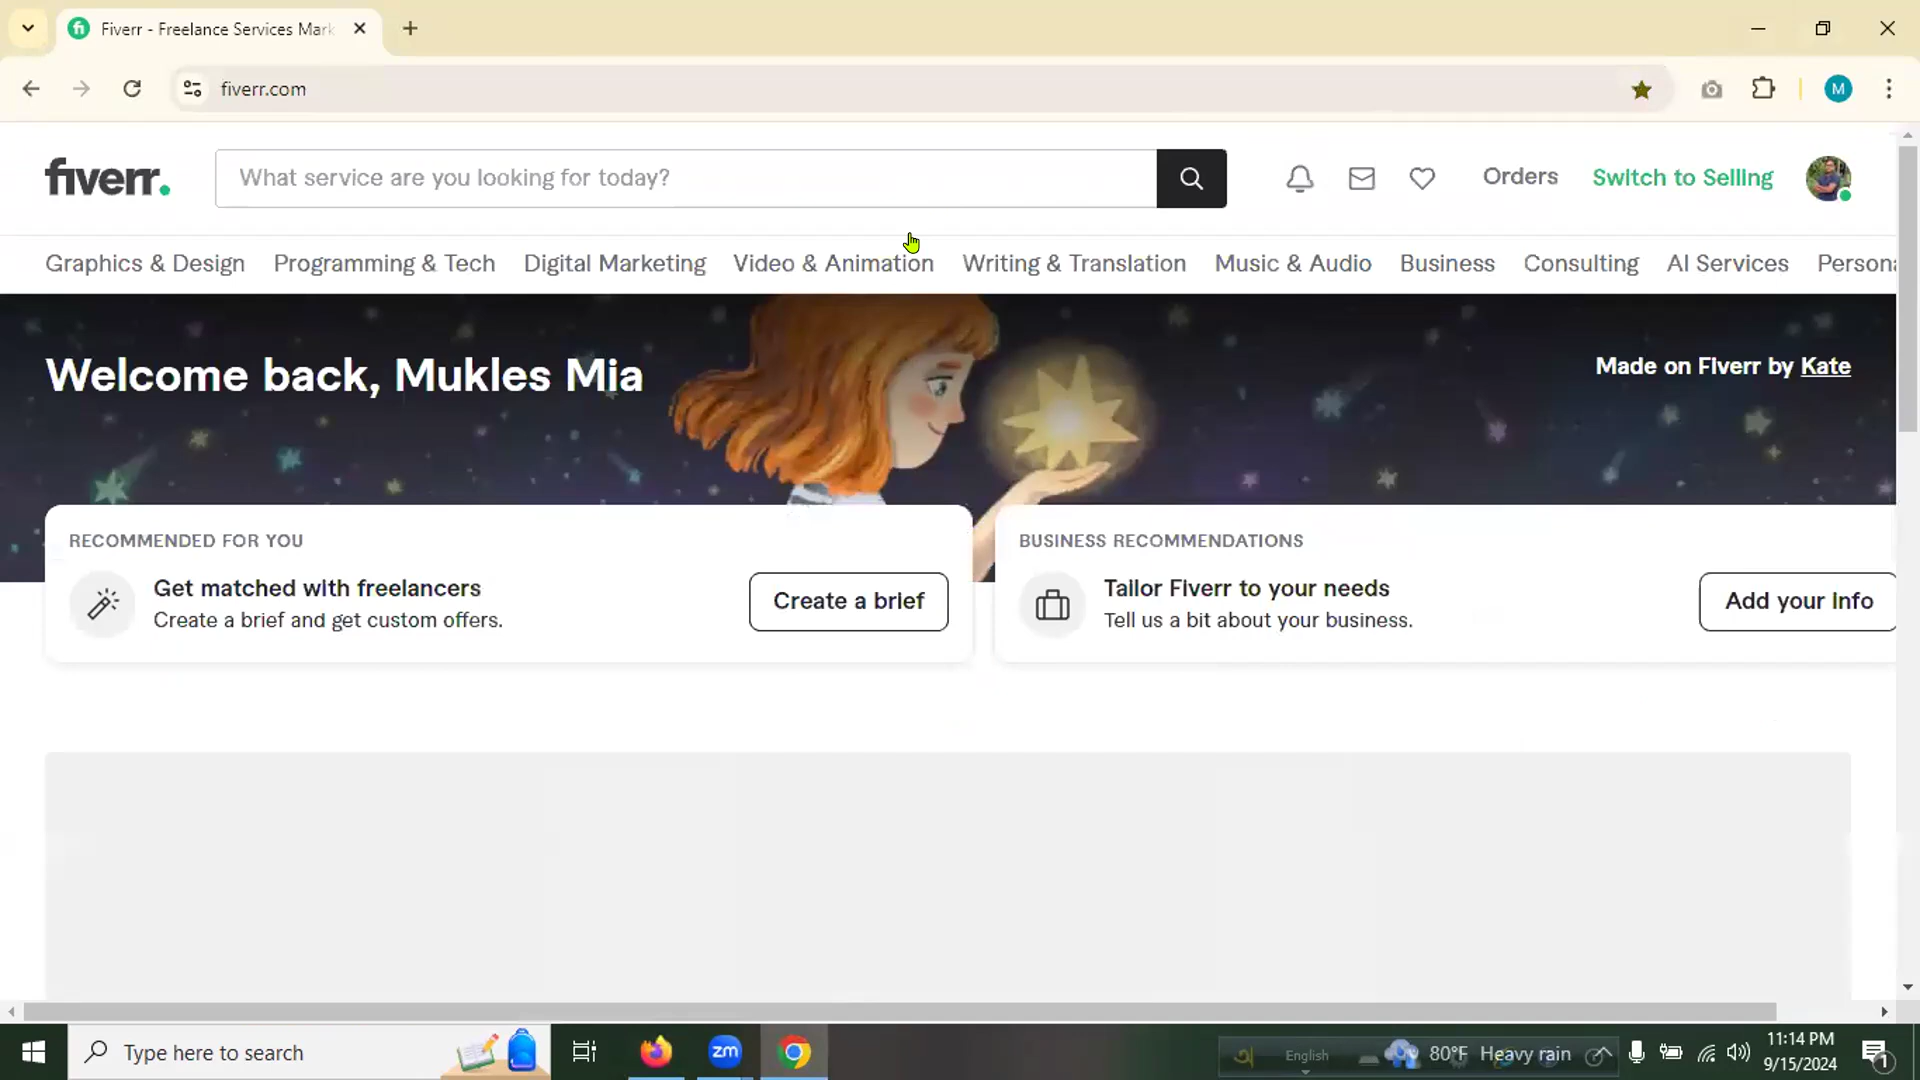 Fiverr - Freelance Services Mark
fiverr.com
fiverr.
What service are you looking for today?
Orders
Switch to Selling
Graphics & Design
Programming & Tech
Digital Marketing
Video & Animation
Writing & Translation
Music & Audio
Business
Consulting
AI Services
Persona
Welcome back, Mukles Mia
Made on Fiverr by Kate
RECOMMENDED FOR YOU
Get matched with freelancers
Create a brief and get custom offers.
Create a brief
BUSINESS RECOMMENDATIONS
Tailor Fiverr to your needs
Tell us a bit about your business.
Add your info
Type here to search
zm
English
80°F Heavy rain
11:14 PM
9/15/2024
1
M